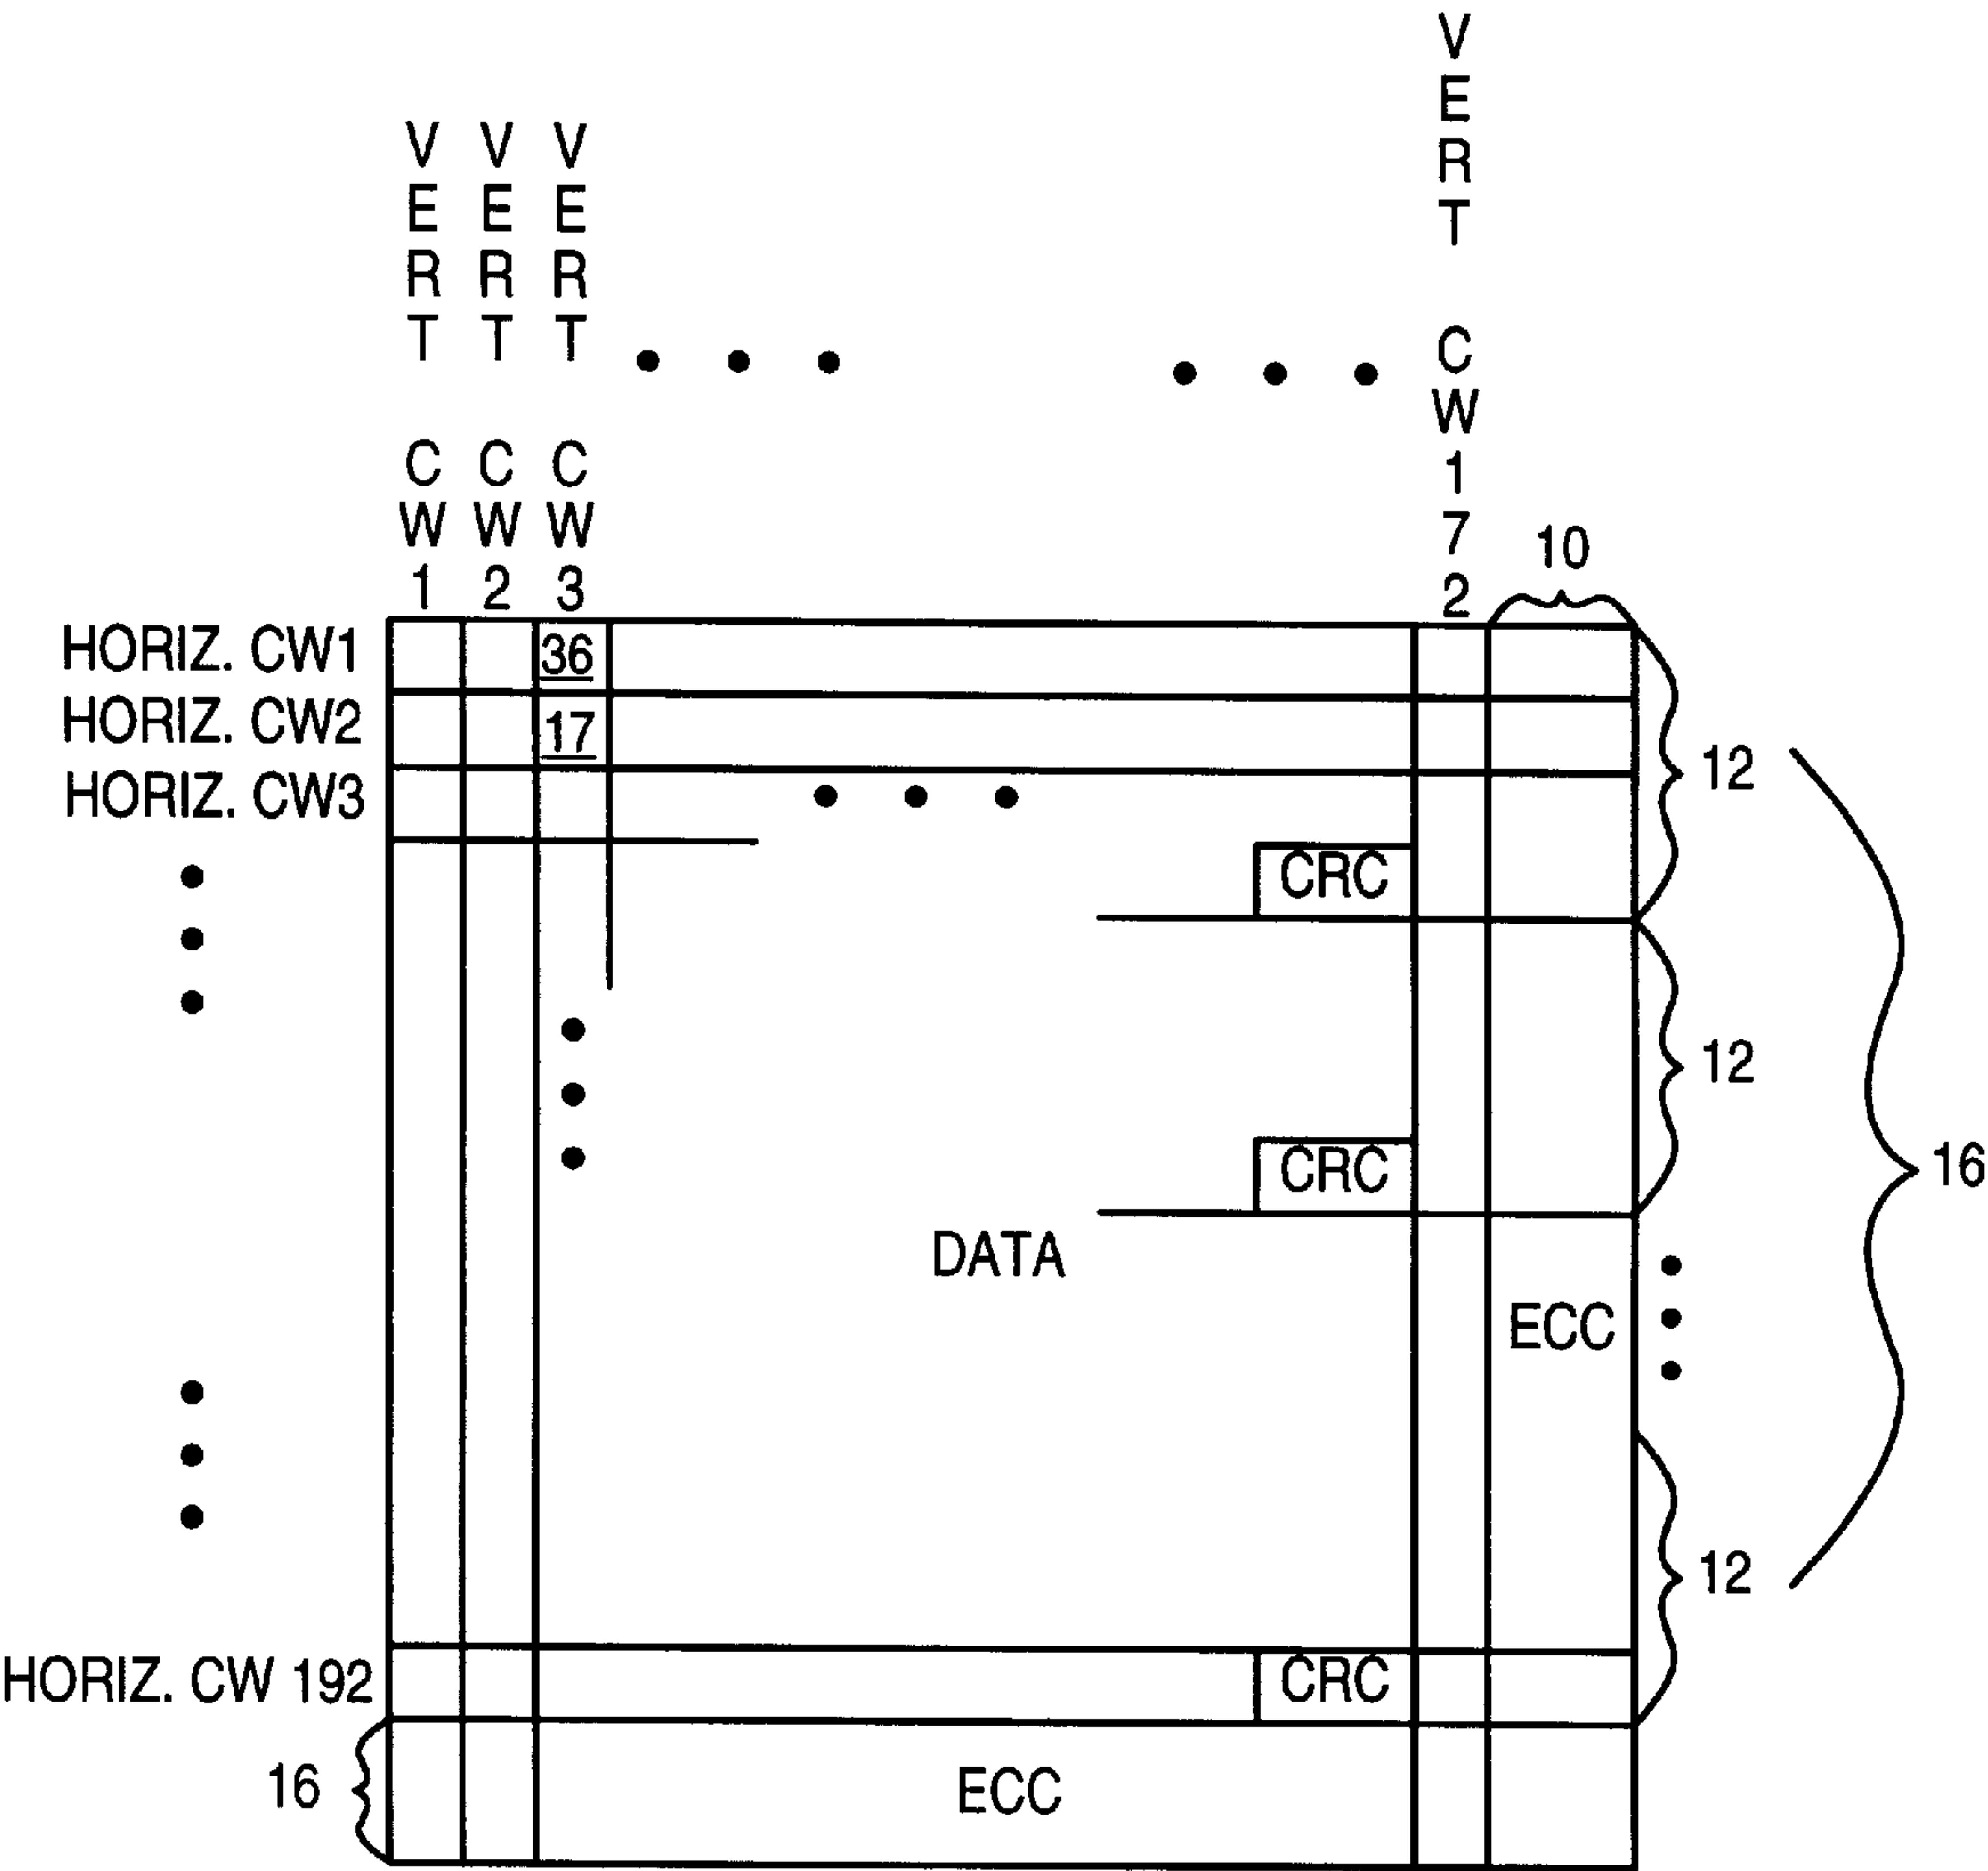 VERT CW1
VERT CW2
VERT CW3
VERT CW172
10
HORIZ. CW1
36
HORIZ. CW2
17
12
HORIZ. CW3
CRC
12
CRC
16
DATA
ECC
12
HORIZ. CW 192
CRC
16
ECC